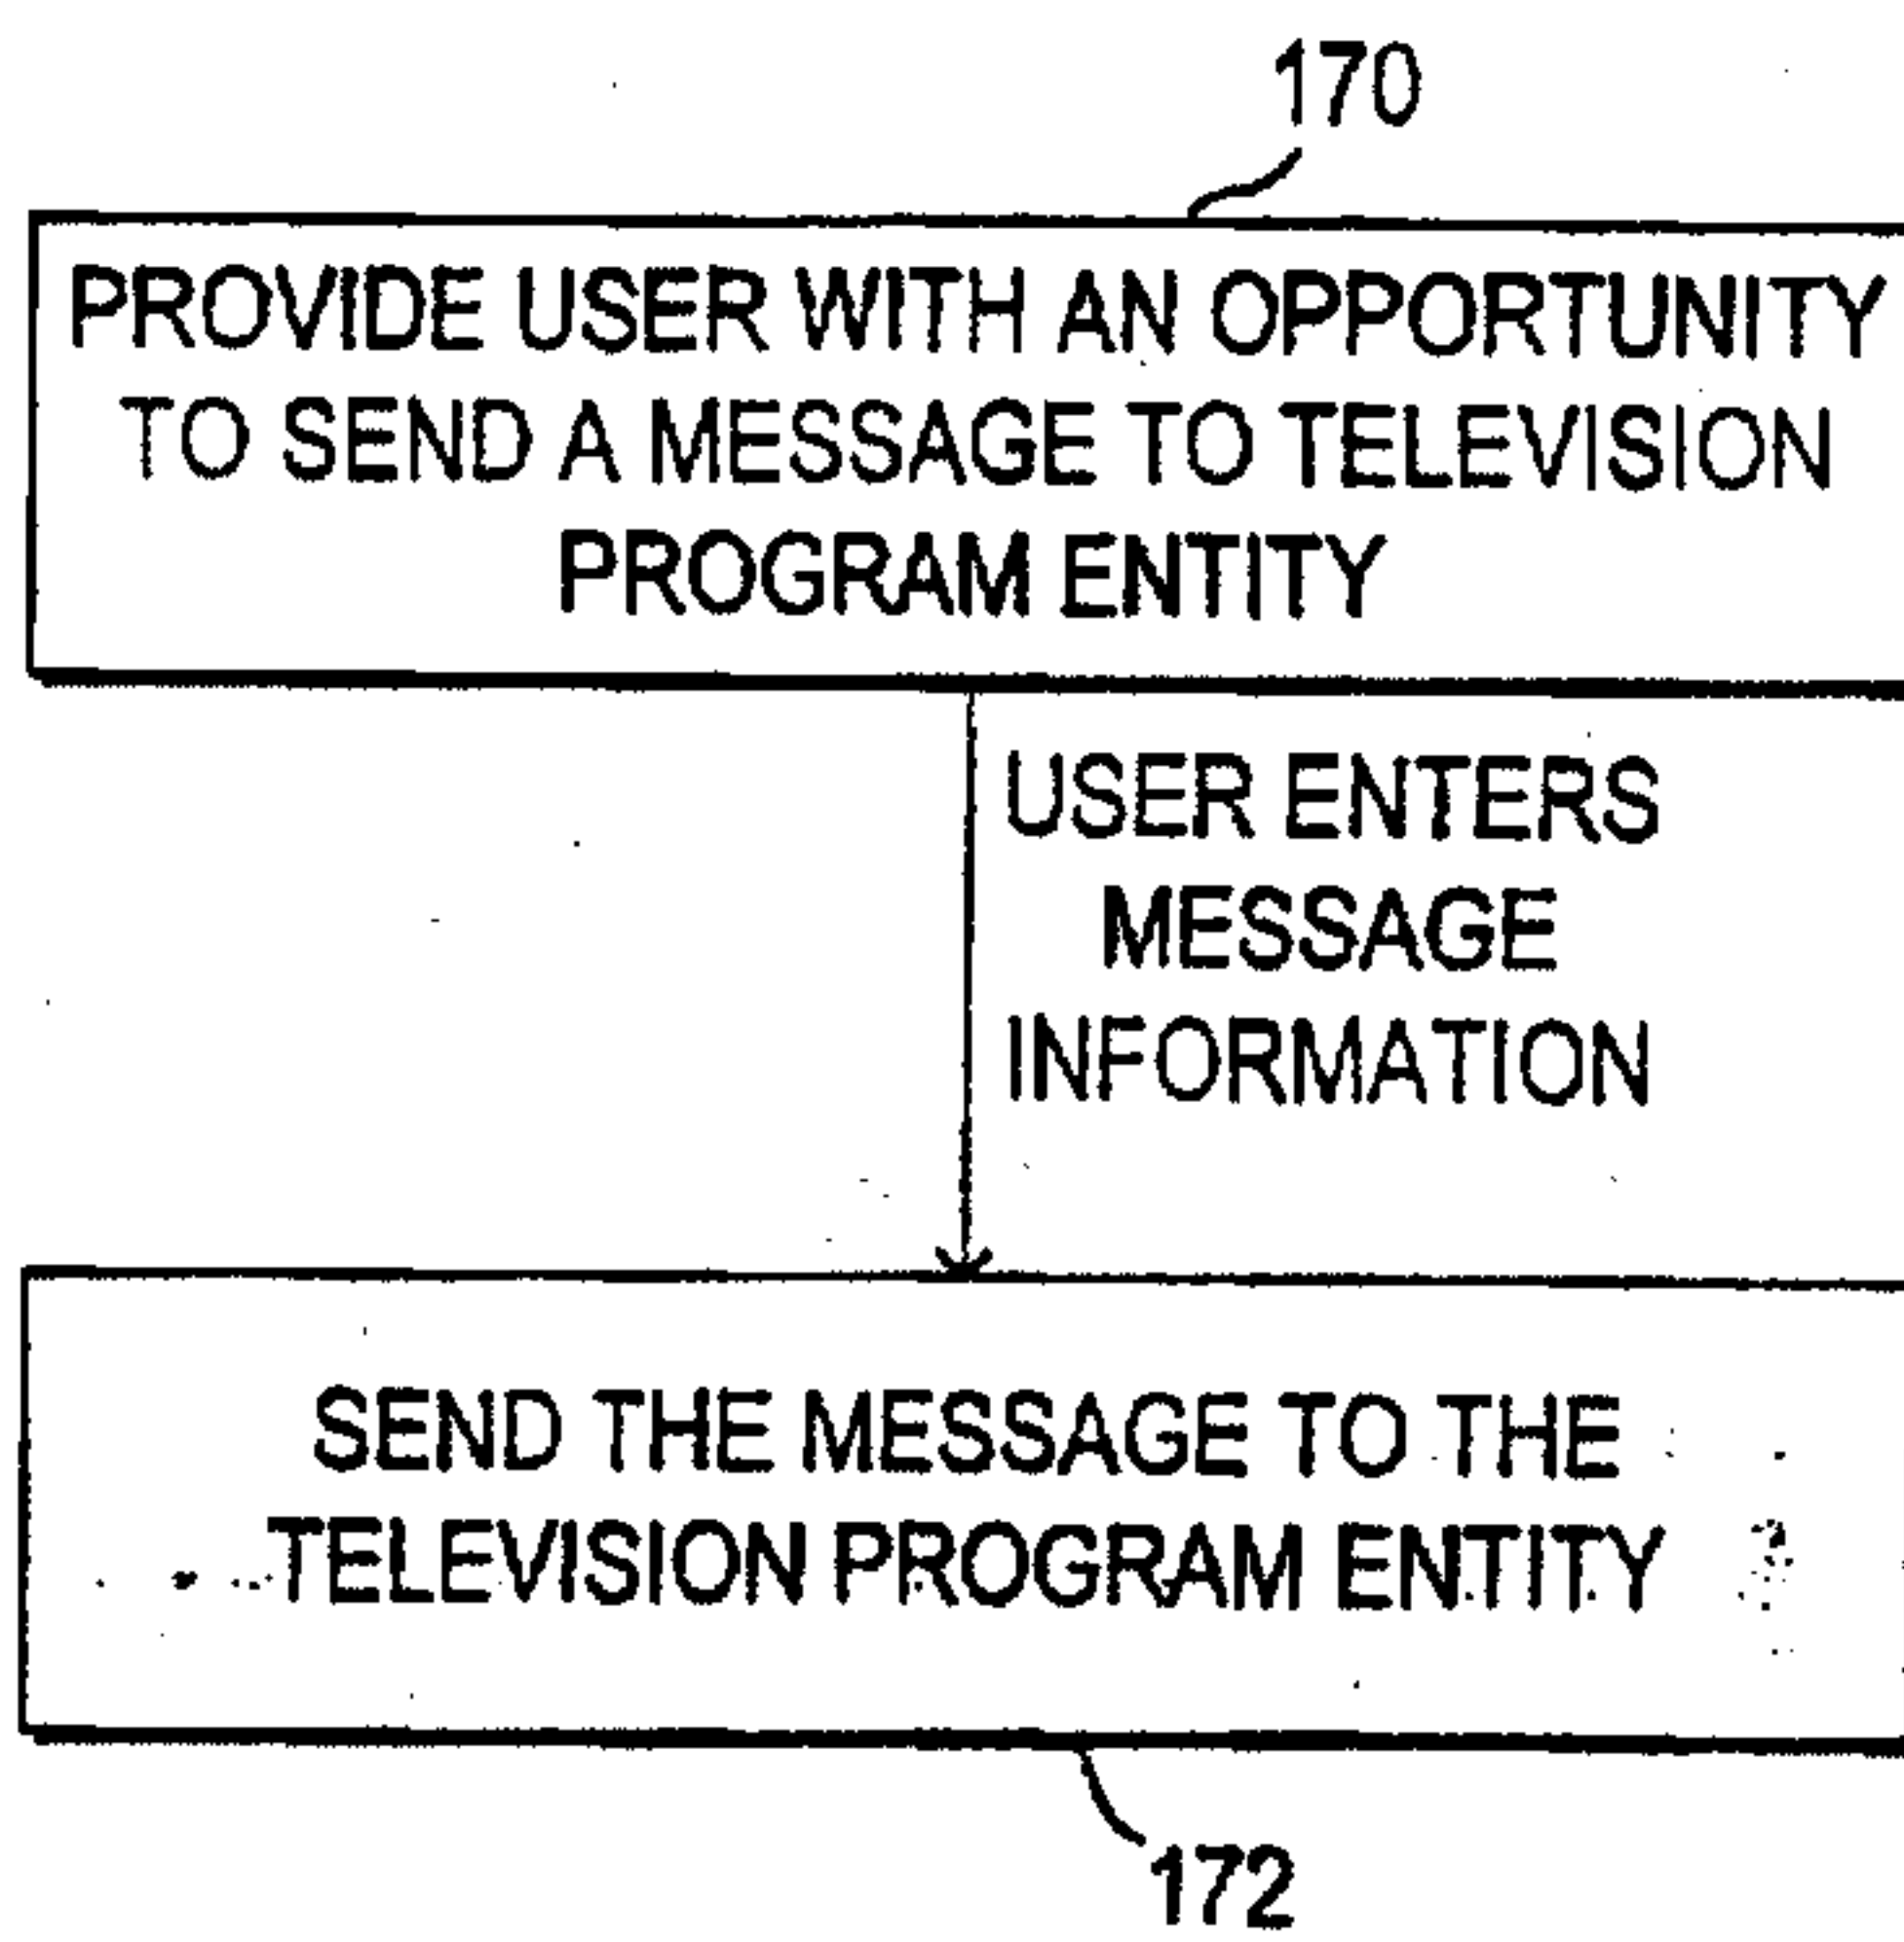 170
PROVIDE USER WITH AN OPPORTUNITY
TO SEND A MESSAGE TO TELEVISION
PROGRAM ENTITY
USER ENTERS
MESSAGE
INFORMATION
SEND THE MESSAGE TO THE
TELEVISION PROGRAM ENTITY
172